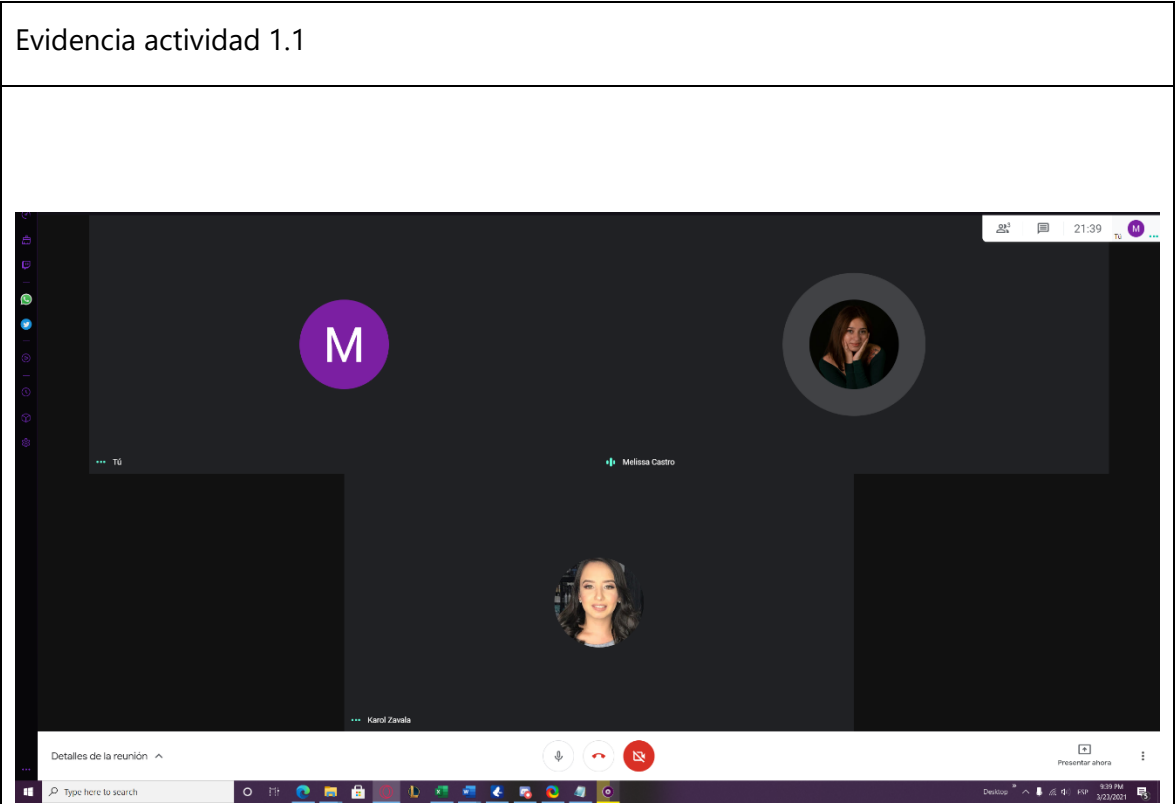 Evidencia actividad 1.1
3
21:39
Tú
M
M
Tú
Melissa Castro
Karol Zavala
Detalles de la reunión
Presentar ahora
Type here to search
Desktop
ESP
9:39 PM
3/23/2021